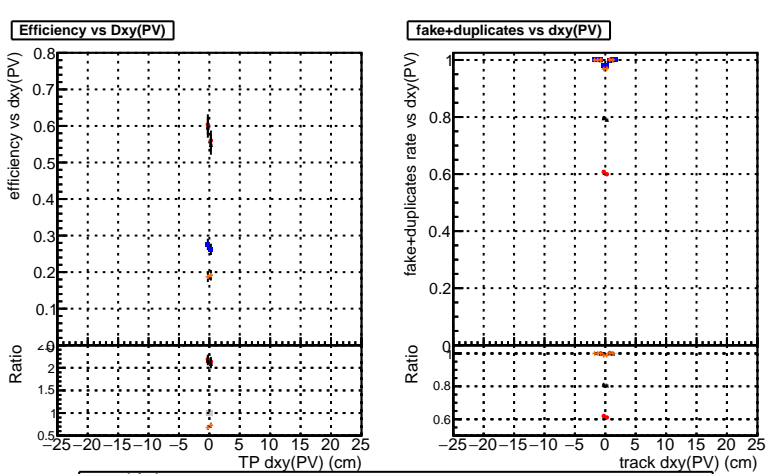 Efficiency vs Dxy(PV)
efficiency vs dxy(PV)
0.8
0.7
0.6
0.5
0.4
0.3
0.2
0.1
0
Ratio
2
1.5
1
0.5
−25 −20 −15 −10 −5 0 5 10 15 20 25
TP dxy(PV) (cm)
fake+duplicates vs dxy(PV)
fake+duplicates rate vs dxy(PV)
1
0.8
0.6
0.4
0.2
0
Ratio
1
0.8
0.6
−25 −20 −15 −10 −5 0 5 10 15 20 25
track dxy(PV) (cm)